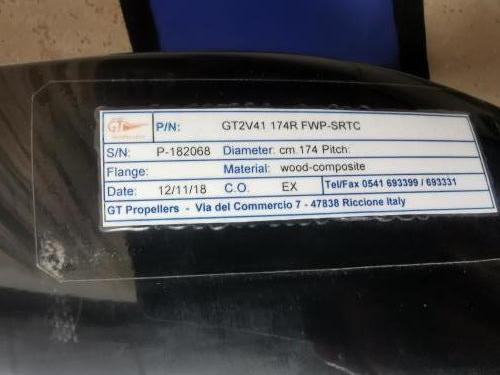 GT P/N: GT2V41 174R FWP-SRTC
S/N: P-182068 Diameter: cm 174 Pitch:
Flange: Material: wood-composite
Date: 12/11/18 C.O. EX Tel/Fax 0541 693399 / 693331
GT Propellers - Via del Commercio 7 - 47838 Riccione Italy